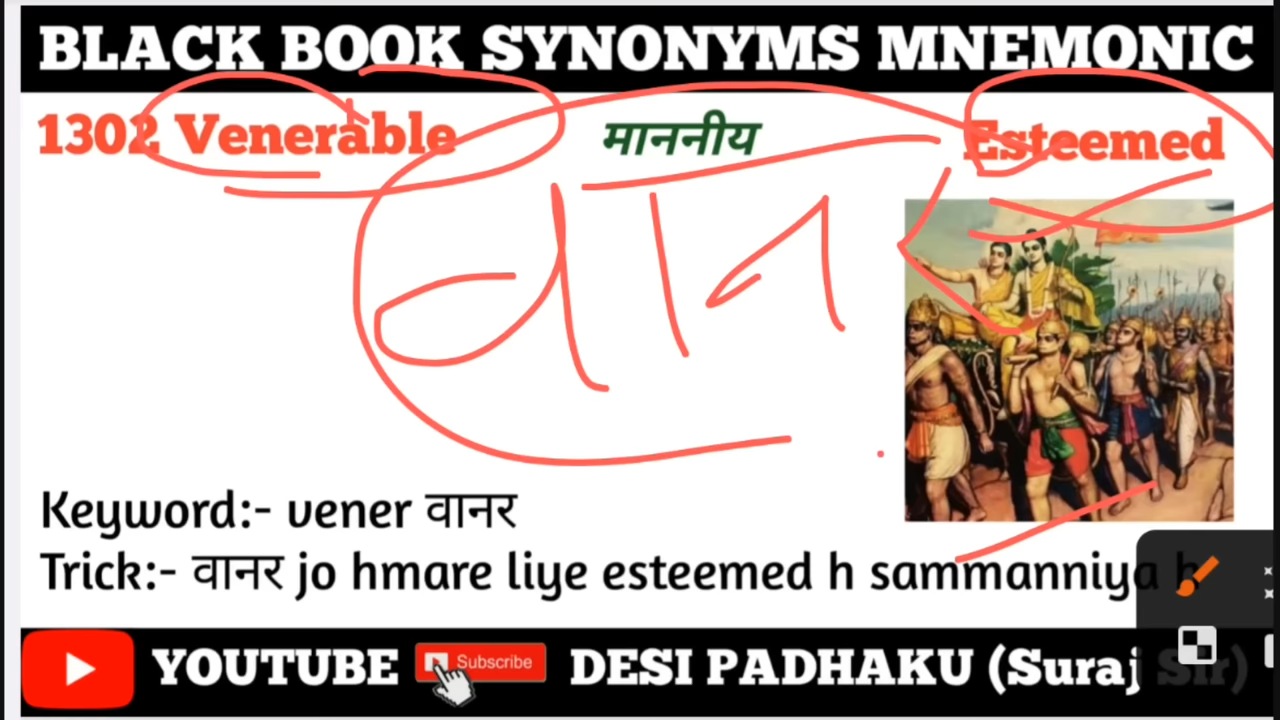 BLACK BOOK SYNONYMS MNEMONIC
1302 Venerable माननीय Esteemed
वान
Keyword:- vener वानर
Trick:- वानर jo hmare liye esteemed h sammanniya h
YOUTUBE Subscribe DESI PADHAKU (Suraj Sir)